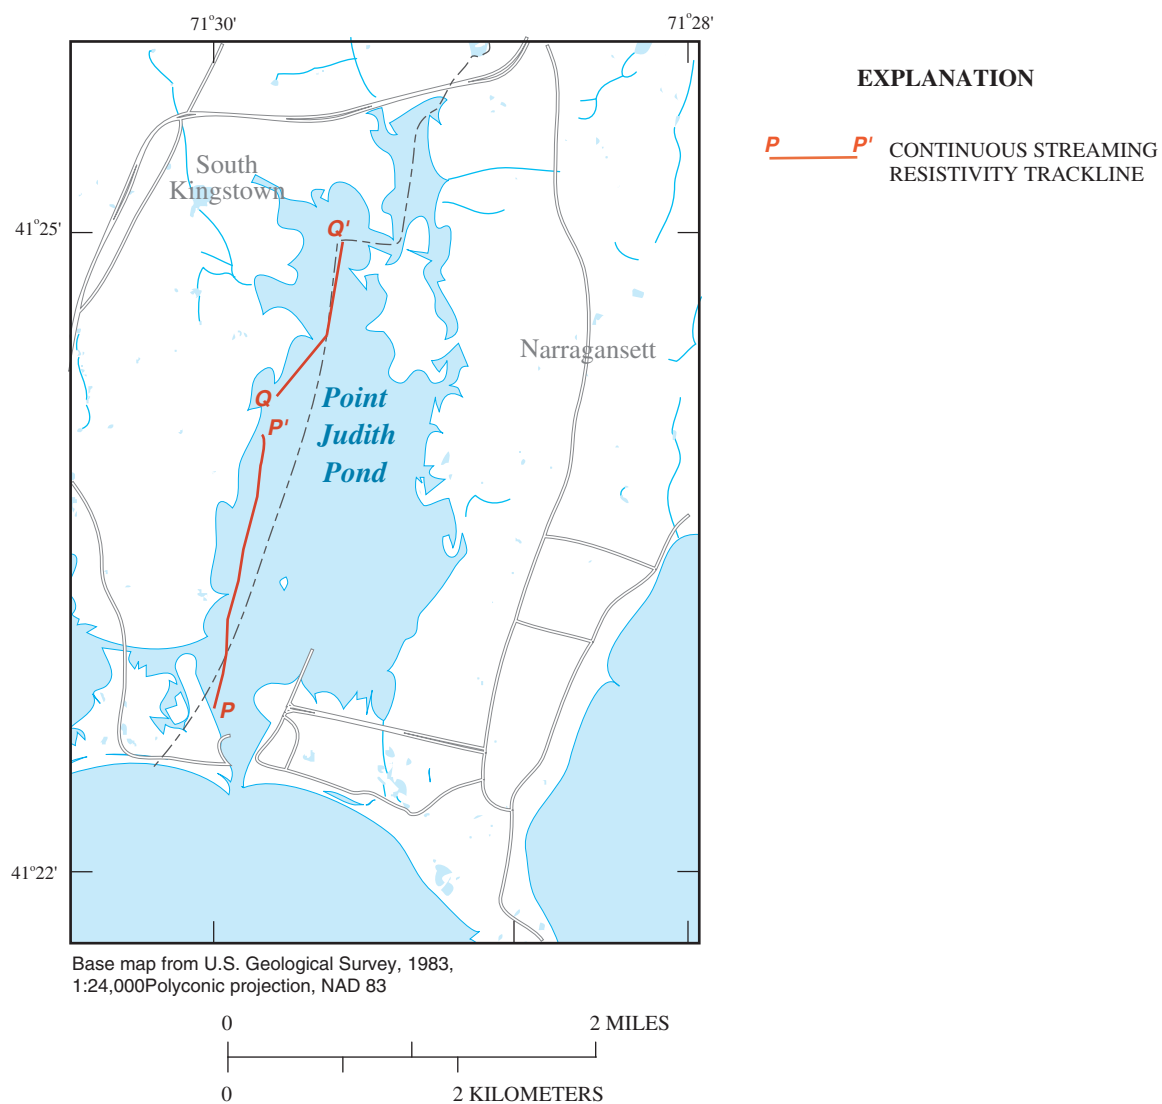 71°30'
71°28'
EXPLANATION
P P' CONTINUOUS STREAMING
RESISTIVITY TRACKLINE
South
Kingstown
41°25'
Q'
Narragansett
Q
P'
Point
Judith
Pond
P
41°22'
Base map from U.S. Geological Survey, 1983,
1:24,000Polyconic projection, NAD 83
0 2 MILES
0 2 KILOMETERS